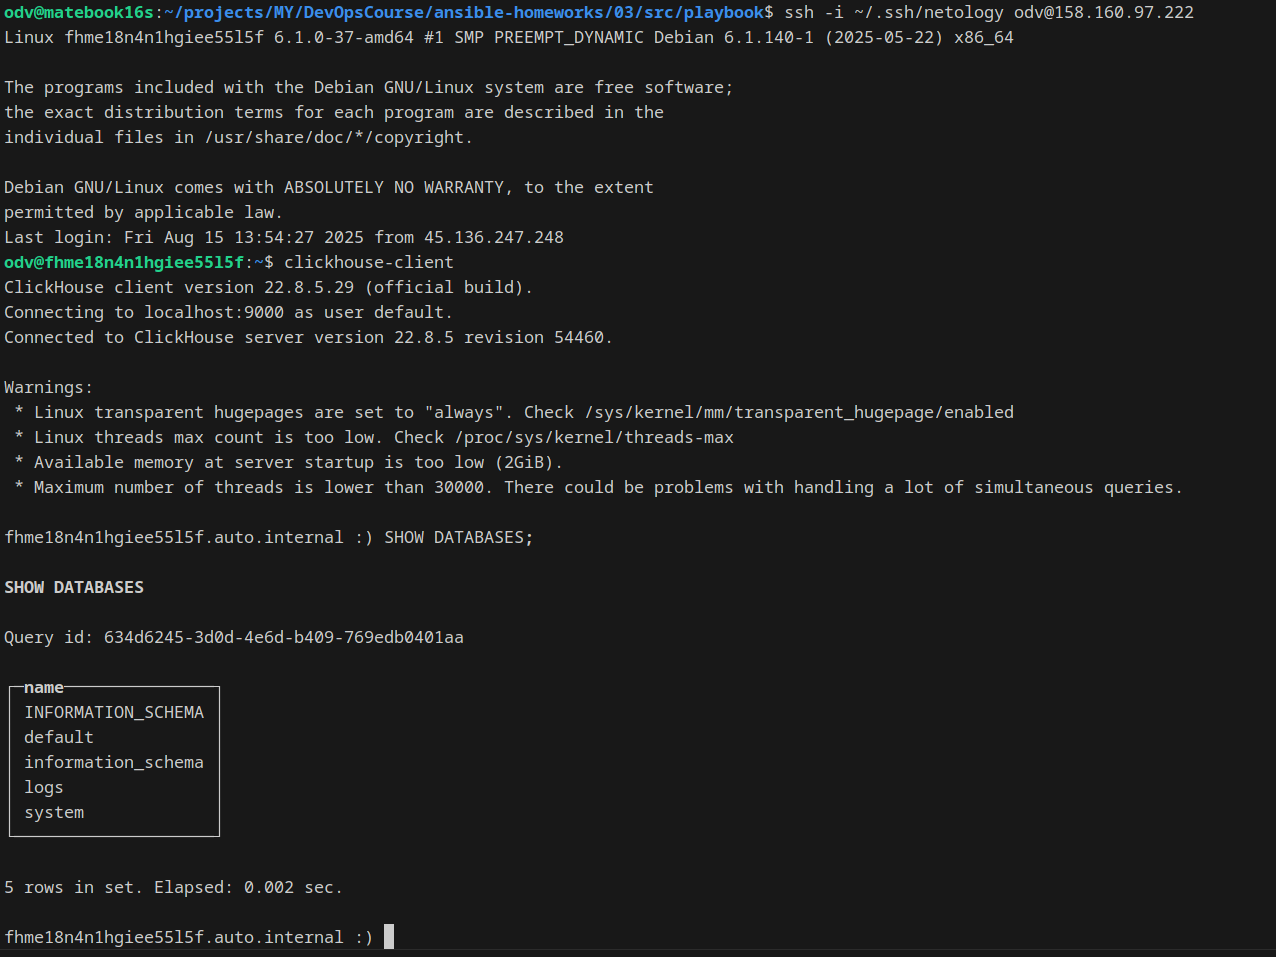 odv@matebook16s:~/projects/MY/DevOpsCourse/ansible-homeworks/03/src/playbook$ ssh -i ~/.ssh/netology odv@158.160.97.222
Linux fhme18n4n1hgiee55l5f 6.1.0-37-amd64 #1 SMP PREEMPT_DYNAMIC Debian 6.1.140-1 (2025-05-22) x86_64
The programs included with the Debian GNU/Linux system are free software;
the exact distribution terms for each program are described in the
individual files in /usr/share/doc/*/copyright.
Debian GNU/Linux comes with ABSOLUTELY NO WARRANTY, to the extent
permitted by applicable law.
Last login: Fri Aug 15 13:54:27 2025 from 45.136.247.248
odv@fhme18n4n1hgiee55l5f:~$ clickhouse-client
ClickHouse client version 22.8.5.29 (official build).
Connecting to localhost:9000 as user default.
Connected to ClickHouse server version 22.8.5 revision 54460.
Warnings:
 * Linux transparent hugepages are set to "always". Check /sys/kernel/mm/transparent_hugepage/enabled
 * Linux threads max count is too low. Check /proc/sys/kernel/threads-max
 * Available memory at server startup is too low (2GiB).
 * Maximum number of threads is lower than 30000. There could be problems with handling a lot of simultaneous queries.
fhme18n4n1hgiee55l5f.auto.internal :) SHOW DATABASES;
SHOW DATABASES
Query id: 634d6245-3d0d-4e6d-b409-769edb0401aa
name
INFORMATION_SCHEMA
default
information_schema
logs
system
5 rows in set. Elapsed: 0.002 sec.
fhme18n4n1hgiee55l5f.auto.internal :)